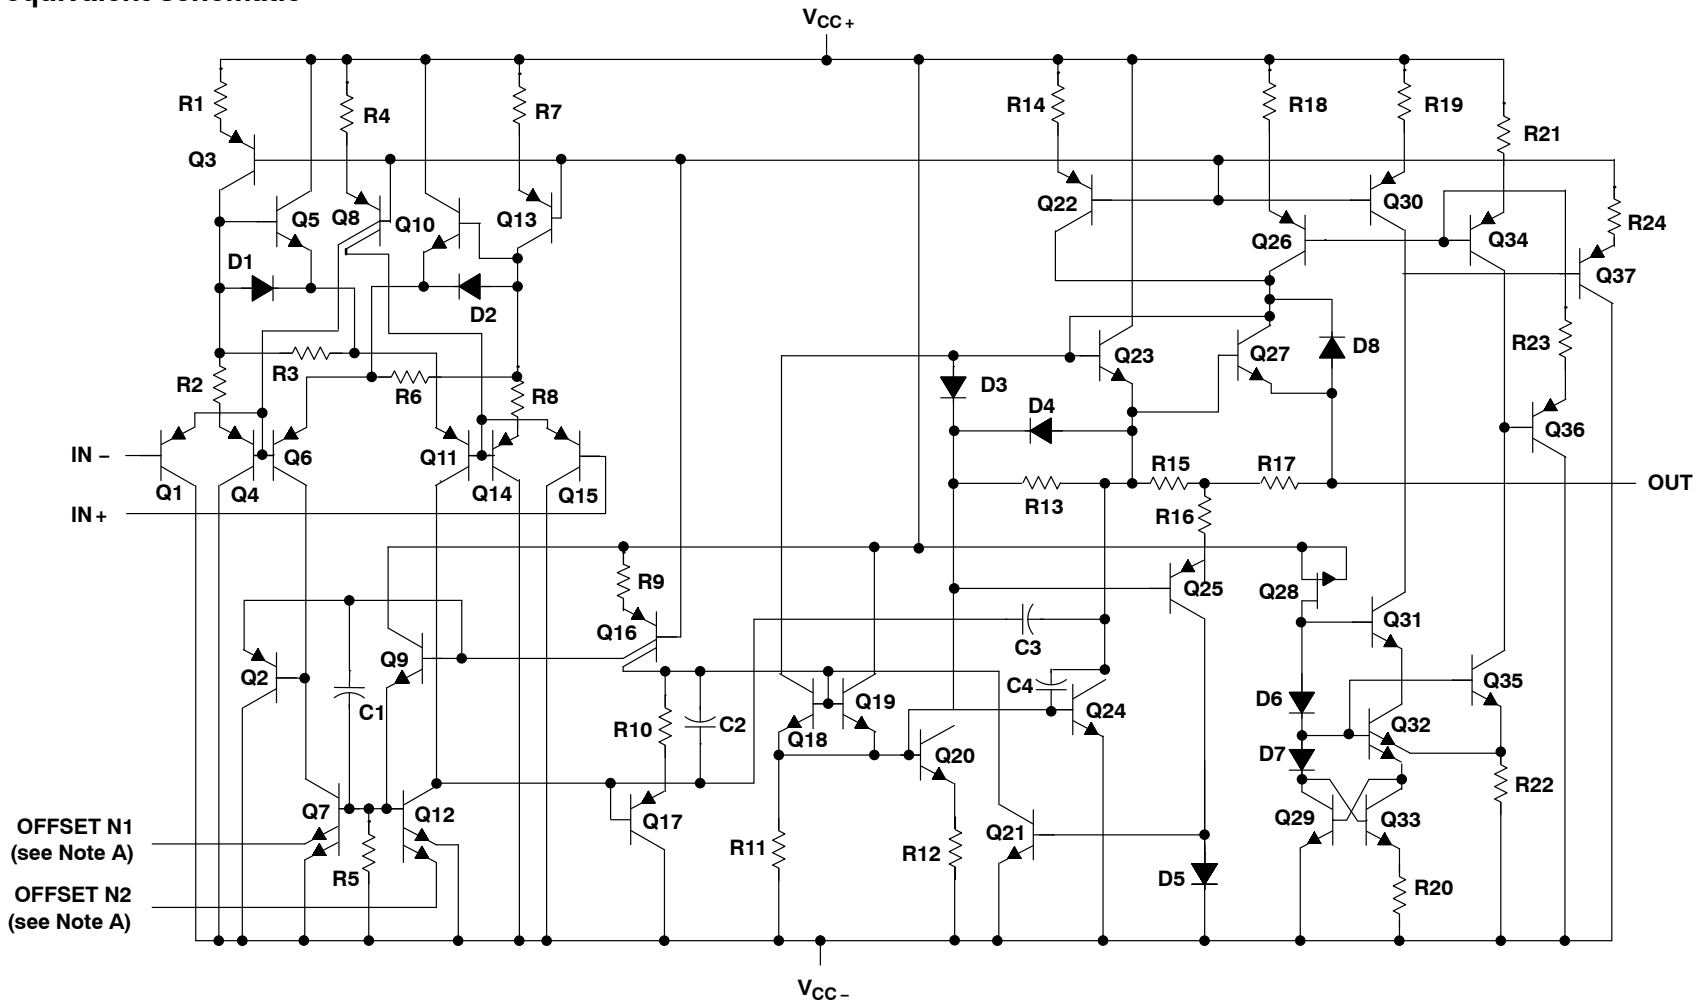 equivalent schematic
VCC+
R1
R4
R7
R14
R18
R19
R21
Q3
Q5
Q8
Q10
Q13
Q22
Q30
Q26
Q34
R24
Q37
D1
D2
R3
R2
R6
R8
Q23
Q27
D8
R23
D3
D4
Q36
IN −
Q1
Q4
Q6
Q11
Q14
Q15
IN +
R13
R15
R17
R16
OUT
R9
Q16
Q25
Q28
Q31
C3
Q2
Q9
C1
R10
C2
Q18
Q19
C4
Q24
D6
D7
Q32
Q35
Q20
R22
OFFSET N1
(see Note A)
OFFSET N2
(see Note A)
Q7
Q12
R5
Q17
R11
R12
Q21
D5
Q29
Q33
R20
VCC−